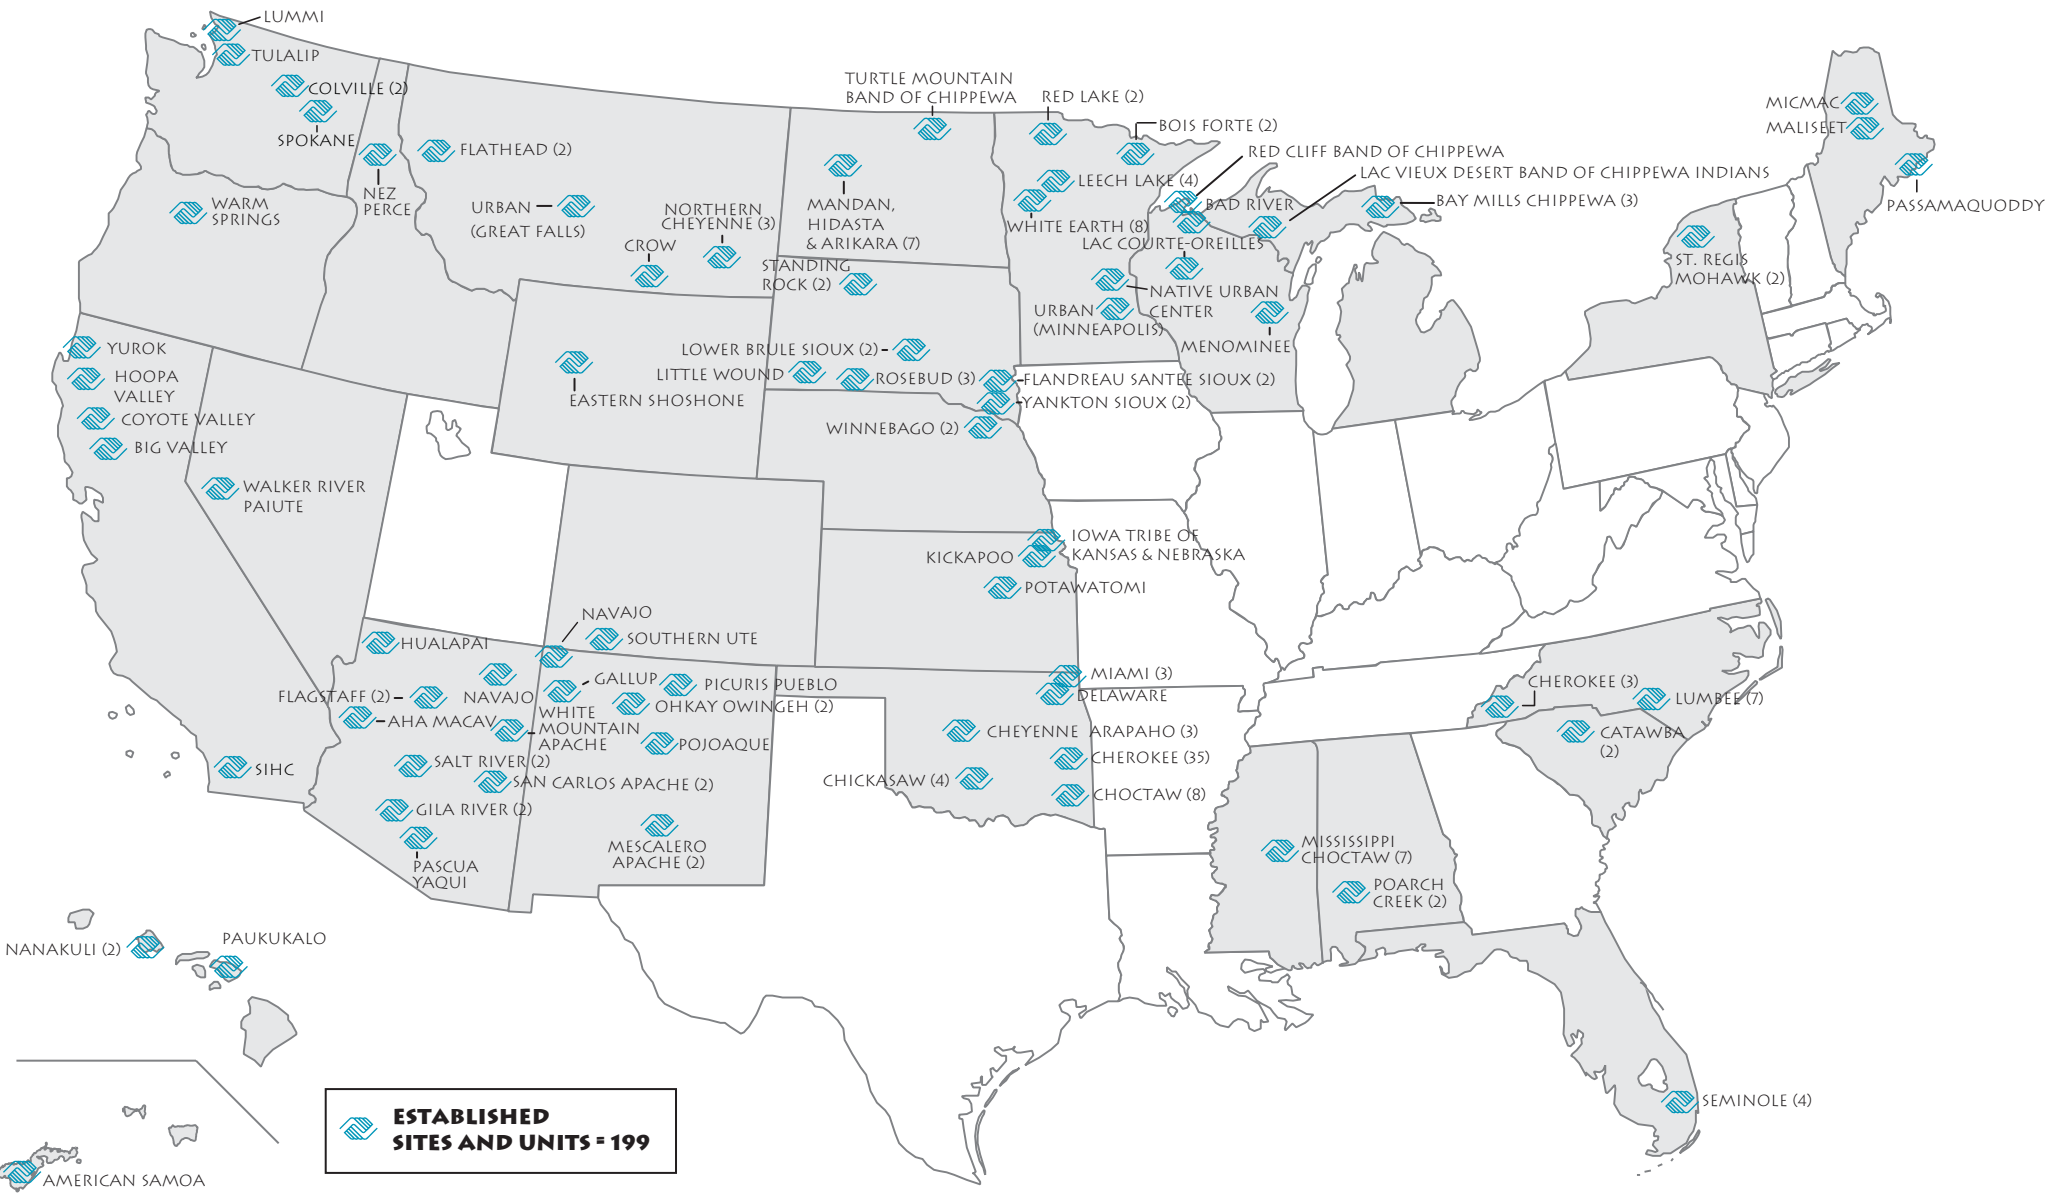 LUMMI
TULALIP
COLVILLE (2)
SPOKANE
NEZ
PERCE
WARM
SPRINGS
FLATHEAD (2)
URBAN
(GREAT FALLS)
NORTHERN
CHEYENNE (3)
CROW
TURTLE MOUNTAIN
BAND OF CHIPPEWA
MANDAN,
HIDASTA
& ARIKARA (7)
STANDING
ROCK (2)
RED LAKE (2)
BOIS FORTE (2)
LEECH LAKE (4)
WHITE EARTH (8)
RED CLIFF BAND OF CHIPPEWA
LAC VIEUX DESERT BAND OF CHIPPEWA INDIANS
BAD RIVER
BAY MILLS CHIPPEWA (3)
LAC COURTE-OREILLES
NATIVE URBAN
CENTER
URBAN
(MINNEAPOLIS)
MENOMINEE
MICMAC
MALISEET
PASSAMAQUODDY
ST. REGIS
MOHAWK (2)
YUROK
HOOPA
VALLEY
COYOTE VALLEY
BIG VALLEY
WALKER RIVER
PAIUTE
EASTERN SHOSHONE
LOWER BRULE SIOUX (2)
LITTLE WOUND
ROSEBUD (3)
FLANDREAU SANTEE SIOUX (2)
YANKTON SIOUX (2)
WINNEBAGO (2)
IOWA TRIBE OF
KANSAS & NEBRASKA
KICKAPOO
POTAWATOMI
NAVAJO
SOUTHERN UTE
HUALAPAI
NAVAJO
FLAGSTAFF (2)
AHA MACAV
GALLUP
PICURIS PUEBLO
OHKAY OWINGEH (2)
WHITE
MOUNTAIN
APACHE
POJOAQUE
SALT RIVER (2)
SAN CARLOS APACHE (2)
GILA RIVER (2)
PASCUA
YAQUI
MESCALERO
APACHE (2)
SIHC
MIAMI (3)
DELAWARE
CHEYENNE ARAPAHO (3)
CHEROKEE (35)
CHICKASAW (4)
CHOCTAW (8)
CHEROKEE (3)
LUMBEE (7)
CATAWBA
(2)
MISSISSIPPI
CHOCTAW (7)
POARCH
CREEK (2)
SEMINOLE (4)
NANAKULI (2)
PAUKUKALO
AMERICAN SAMOA
ESTABLISHED
SITES AND UNITS = 199